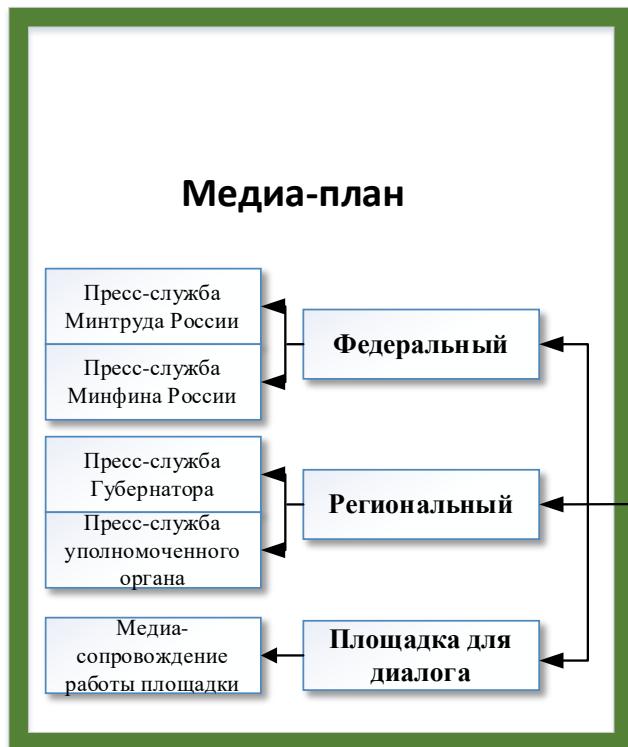 Медиа-план
Пресс-служба
Минтруда России
Пресс-служба
Минфина России
Федеральный
Пресс-служба
Губернатора
Пресс-служба
уполномоченного
органа
Региональный
Медиа-
сопровождение
работы площадки
Площадка для
диалога